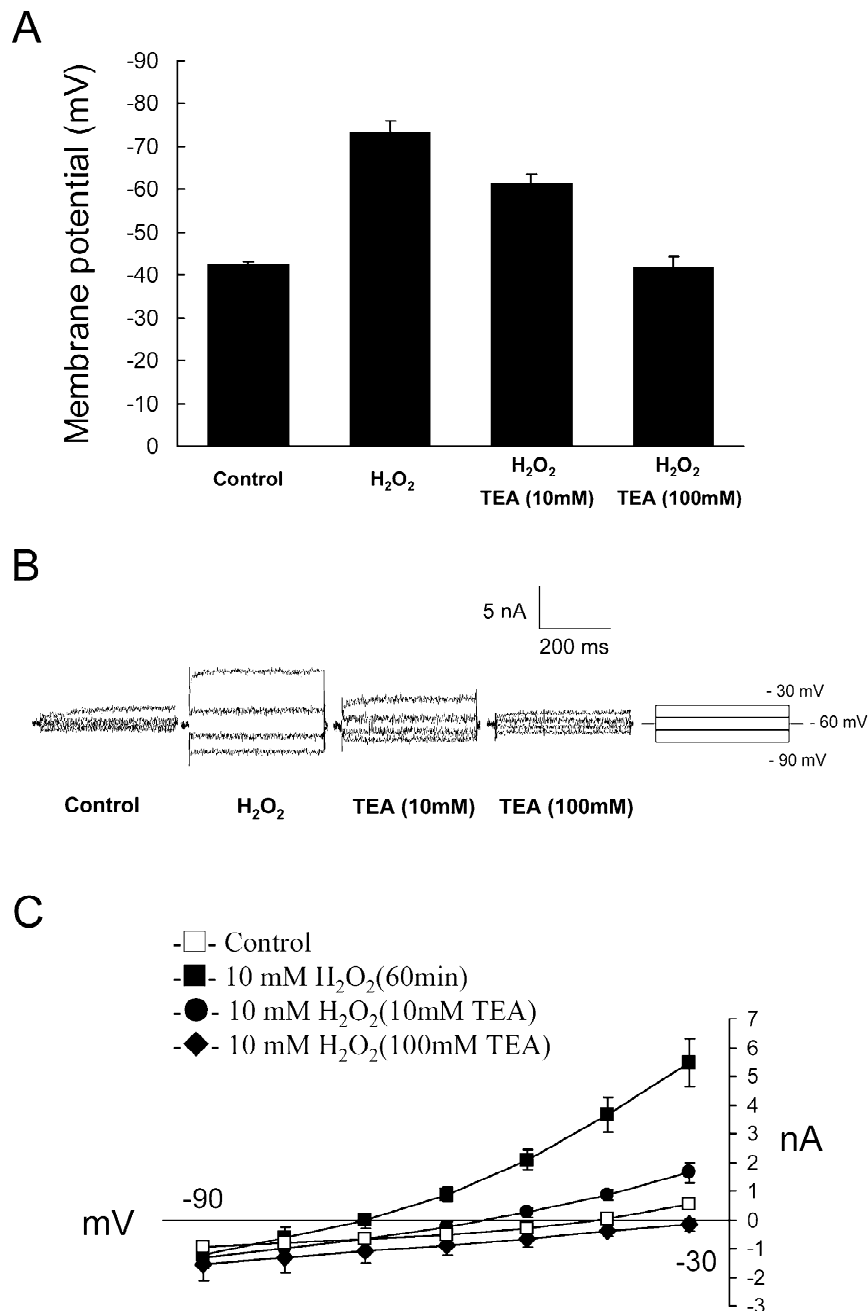 A
Membrane potential (mV)
-90
-80
-70
-60
-50
-40
-30
-20
-10
0
Control
H₂O₂
H₂O₂
TEA (10mM)
H₂O₂
TEA (100mM)
B
5 nA
200 ms
- 30 mV
- 60 mV
- 90 mV
Control
H₂O₂
TEA (10mM)
TEA (100mM)
C
-□- Control
-■- 10 mM H₂O₂(60min)
-●- 10 mM H₂O₂(10mM TEA)
-◆- 10 mM H₂O₂(100mM TEA)
7
6
5
4
3
2
1
0
-1
-2
-3
nA
-90
mV
-30